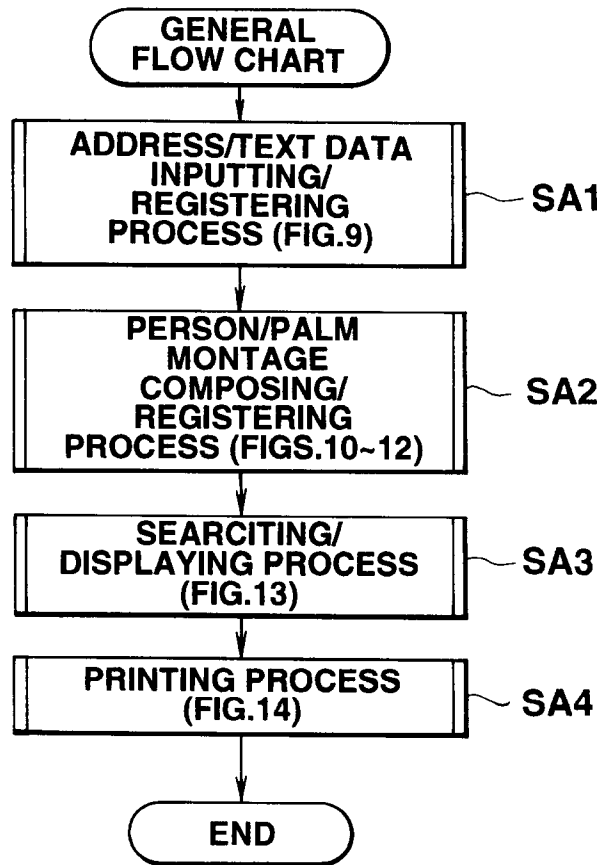 GENERAL
FLOW CHART
ADDRESS/TEXT DATA
INPUTTING/
REGISTERING
PROCESS (FIG.9)
SA1
PERSON/PALM
MONTAGE
COMPOSING/
REGISTERING
PROCESS (FIGS.10~12)
SA2
SEARCITING/
DISPLAYING PROCESS
(FIG.13)
SA3
PRINTING PROCESS
(FIG.14)
SA4
END